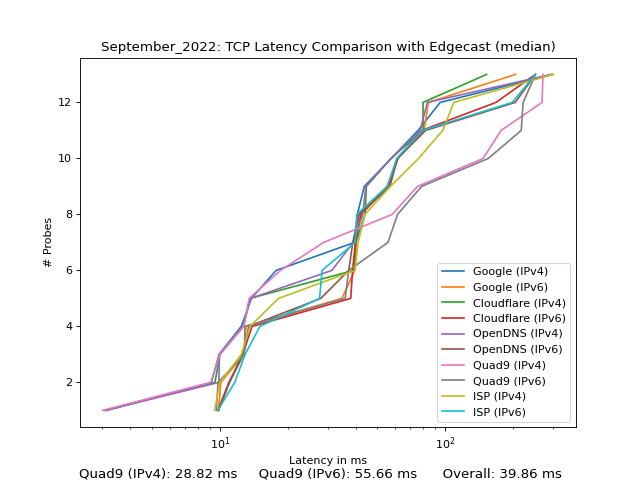 September_2022: TCP Latency Comparison with Edgecast (median)
# Probes
12
10
8
6
4
2
Google (IPv4)
Google (IPv6)
Cloudflare (IPv4)
Cloudflare (IPv6)
OpenDNS (IPv4)
OpenDNS (IPv6)
Quad9 (IPv4)
Quad9 (IPv6)
ISP (IPv4)
ISP (IPv6)
10¹ 10²
Latency in ms
Quad9 (IPv4): 28.82 ms Quad9 (IPv6): 55.66 ms Overall: 39.86 ms